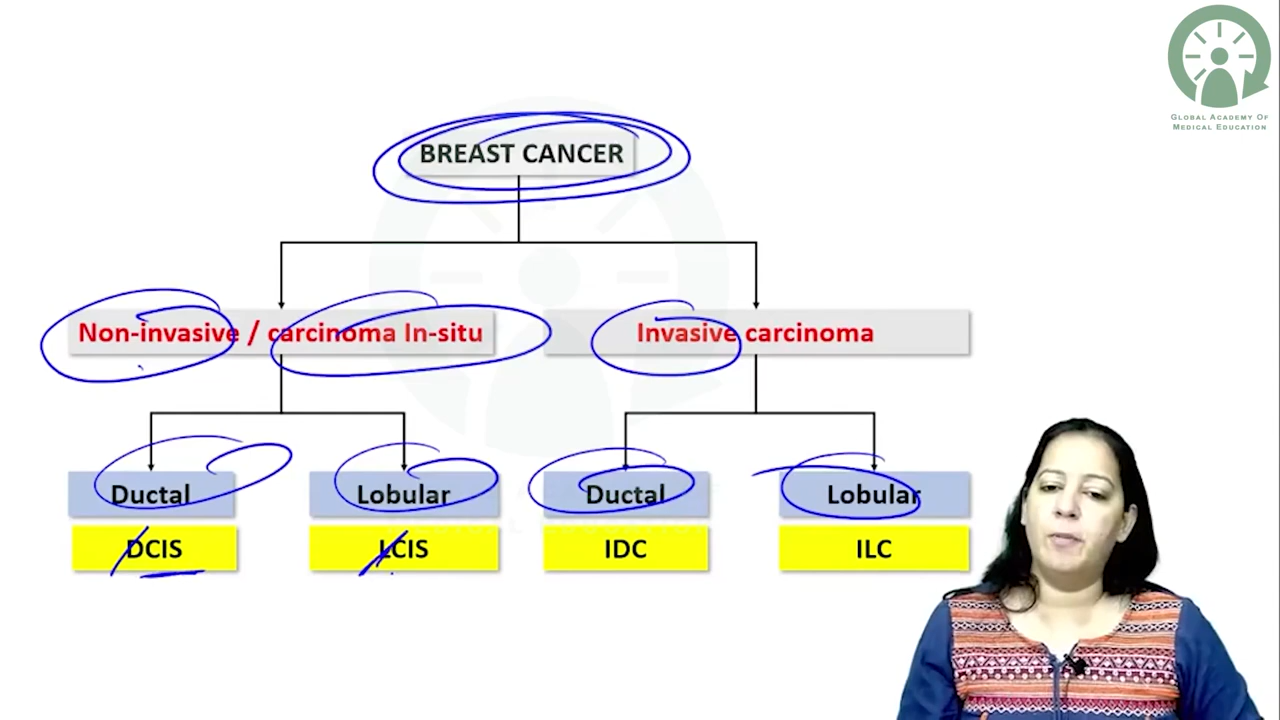 GLOBAL ACADEMY OF
MEDICAL EDUCATION
BREAST CANCER
Non-invasive / carcinoma In-situ
Invasive carcinoma
Ductal
Lobular
Ductal
Lobular
DCIS
LCIS
IDC
ILC